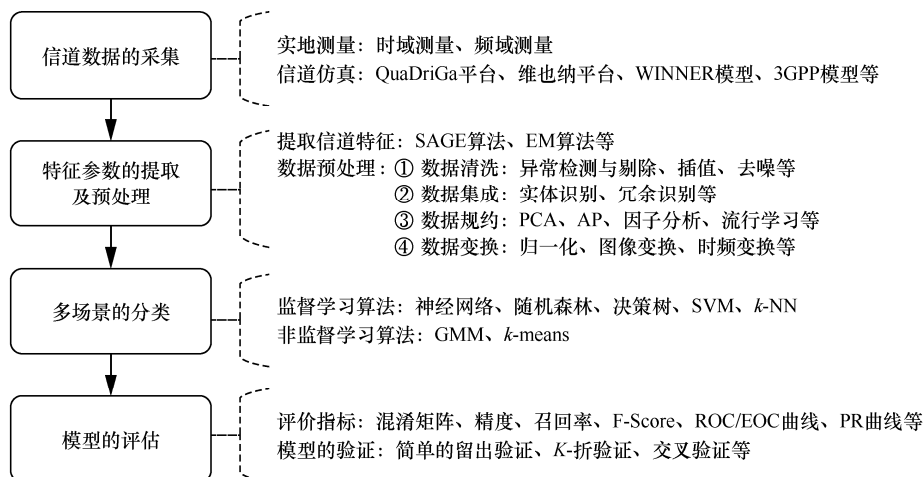 信道数据的采集
实地测量：时域测量、频域测量
信道仿真：QuaDriGa平台、维也纳平台、WINNER模型、3GPP模型等
特征参数的提取
及预处理
提取信道特征：SAGE算法、EM算法等
数据预处理：① 数据清洗：异常检测与剔除、插值、去噪等
② 数据集成：实体识别、冗余识别等
③ 数据规约：PCA、AP、因子分析、流行学习等
④ 数据变换：归一化、图像变换、时频变换等
多场景的分类
监督学习算法：神经网络、随机森林、决策树、SVM、k-NN
非监督学习算法：GMM、k-means
模型的评估
评价指标：混淆矩阵、精度、召回率、F-Score、ROC/EOC曲线、PR曲线等
模型的验证：简单的留出验证、K-折验证、交叉验证等